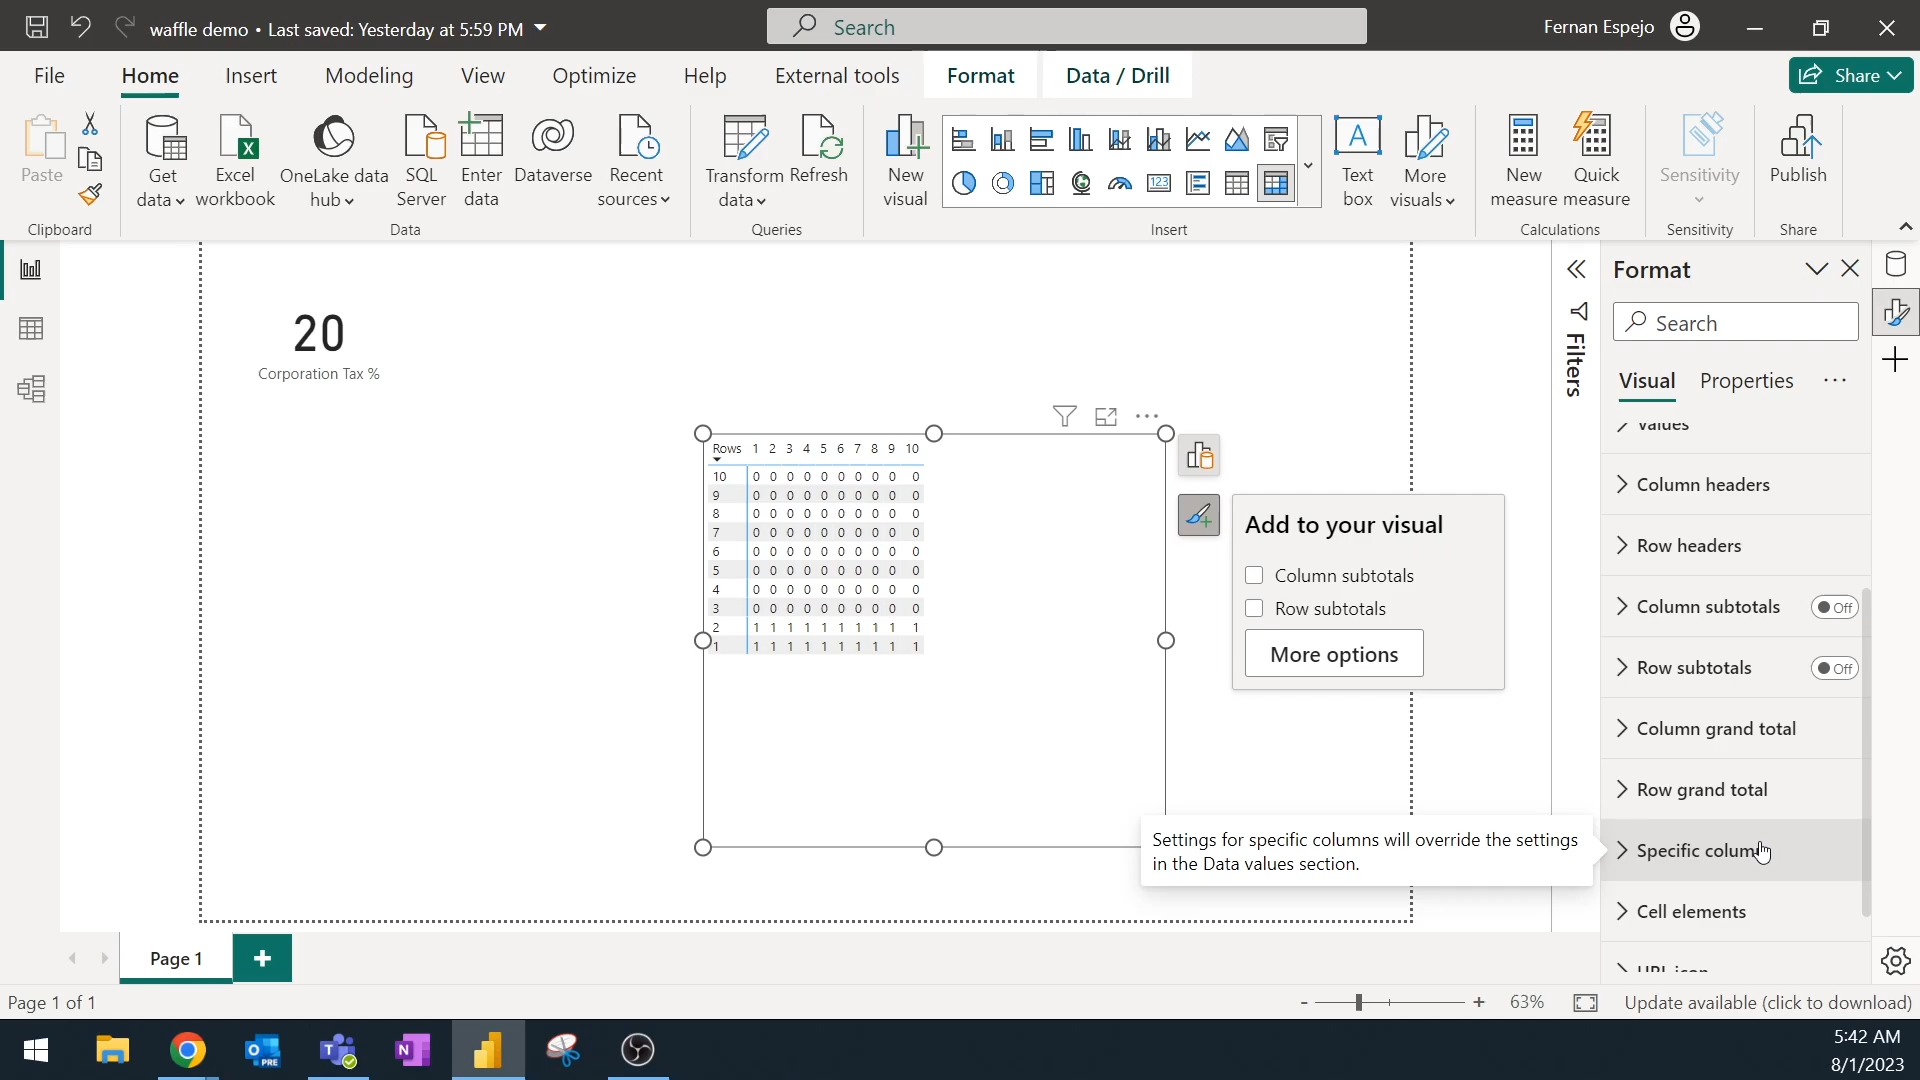 waffle demo • Last saved: Yesterday at 5:59 PM
Search
Fernan Espejo
File
Home
Insert
Modeling
View
Optimize
Help
External tools
Format
Data / Drill
Share
Paste
Get
data
Excel
workbook
OneLake data
hub
SQL
Server
Enter
data
Dataverse
Recent
sources
Transform
data
Refresh
New
visual
Text
box
More
visuals
New
measure
Quick
measure
Sensitivity
Publish
Clipboard
Data
Queries
Insert
Calculations
Sensitivity
Share
20
Corporation Tax %
Rows 1 2 3 4 5 6 7 8 9 10
10 0 0 0 0 0 0 0 0 0 0
9 0 0 0 0 0 0 0 0 0 0
8 0 0 0 0 0 0 0 0 0 0
7 0 0 0 0 0 0 0 0 0 0
6 0 0 0 0 0 0 0 0 0 0
5 0 0 0 0 0 0 0 0 0 0
4 0 0 0 0 0 0 0 0 0 0
3 0 0 0 0 0 0 0 0 0 0
2 1 1 1 1 1 1 1 1 1 1
1 1 1 1 1 1 1 1 1 1 1
Add to your visual
Column subtotals
Row subtotals
More options
Settings for specific columns will override the settings
in the Data values section.
Filters
Format
Search
Visual
Properties
Values
Column headers
Row headers
Column subtotals Off
Row subtotals Off
Column grand total
Row grand total
Specific column
Cell elements
URL icon
Page 1
Page 1 of 1
- + 63%
Update available (click to download)
5:42 AM
8/1/2023